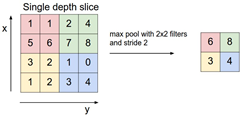 Single depth slice
x
1 1 2 4
5 6 7 8
3 2 1 0
1 2 3 4
y
max pool with 2x2 filters
and stride 2
6 8
3 4